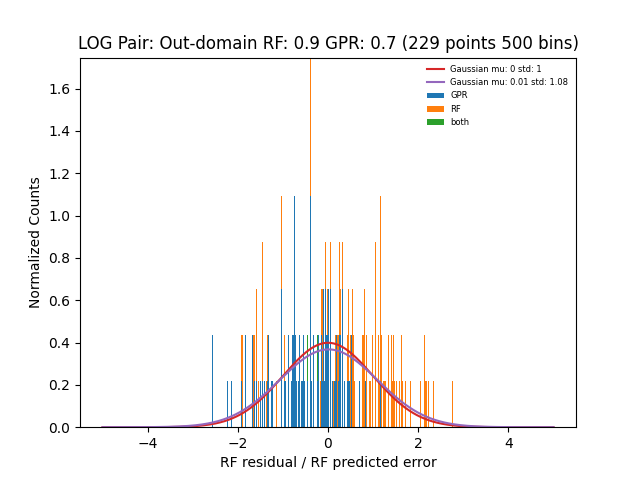 LOG Pair: Out-domain RF: 0.9 GPR: 0.7 (229 points 500 bins)
Gaussian mu: 0 std: 1
Gaussian mu: 0.01 std: 1.08
GPR
RF
both
Normalized Counts
1.6
1.4
1.2
1.0
0.8
0.6
0.4
0.2
0.0
−4
−2
0
2
4
RF residual / RF predicted error